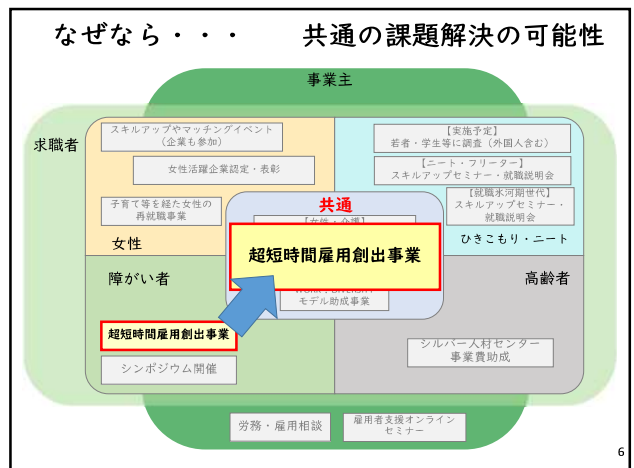 なぜなら・・・　　共通の課題解決の可能性
事業主
求職者
スキルアップやマッチングイベント
（企業も参加）
女性活躍企業認定・表彰
子育て等を経た女性の
再就職事業
女性
【実施予定】
若者・学生等に調査（外国人含む）
【ニート・フリーター】
スキルアップセミナー・就職説明会
【就職氷河期世代】
スキルアップセミナー・
就職説明会
ひきこもり・ニート
共通
【女性・介護】
超短時間雇用創出事業
モデル助成事業
障がい者
超短時間雇用創出事業
シンポジウム開催
高齢者
シルバー人材センター
事業費助成
労務・雇用相談
雇用者支援オンライン
セミナー
6